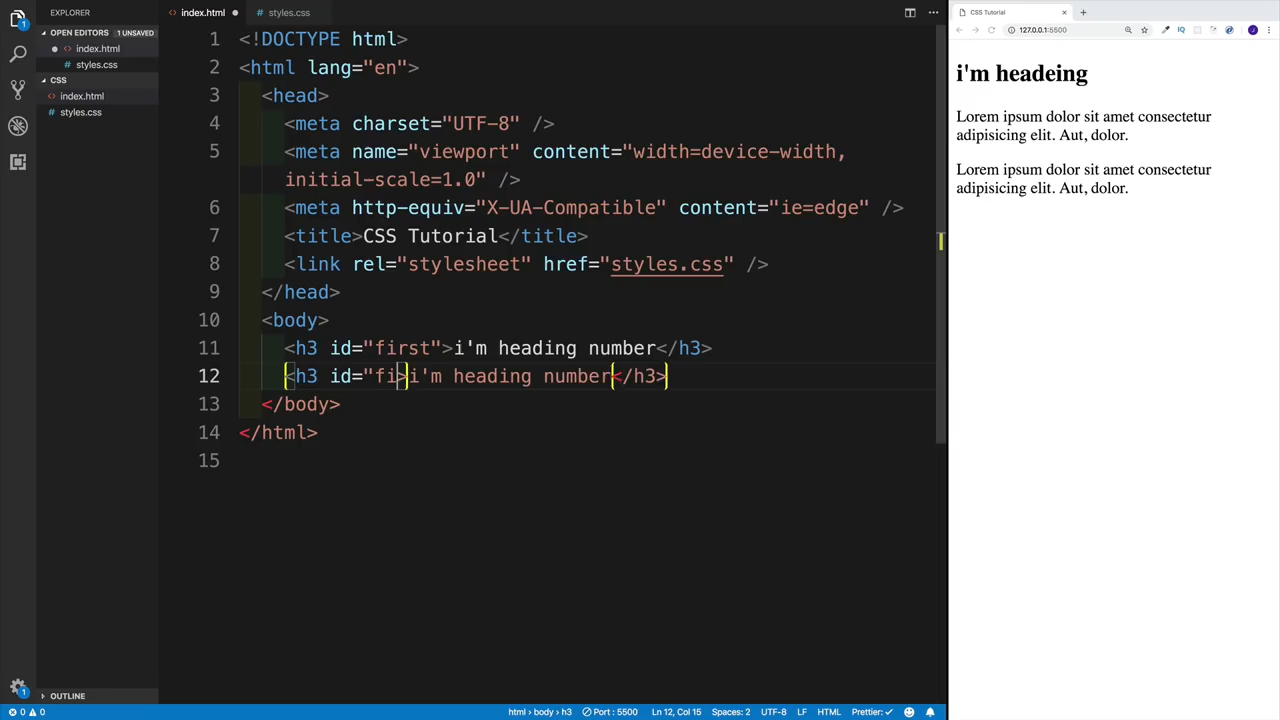 EXPLORER
OPEN EDITORS 1 UNSAVED
index.html
styles.css
CSS
index.html
styles.css
OUTLINE
index.html
styles.css
1 <!DOCTYPE html>
2 <html lang="en">
3 <head>
4 <meta charset="UTF-8" />
5 <meta name="viewport" content="width=device-width,
initial-scale=1.0" />
6 <meta http-equiv="X-UA-Compatible" content="ie=edge" />
7 <title>CSS Tutorial</title>
8 <link rel="stylesheet" href="styles.css" />
9 </head>
10 <body>
11 <h3 id="first">i'm heading number</h3>
12 <h3 id="fi>i'm heading number</h3>
13 </body>
14 </html>
15
CSS Tutorial
127.0.0.1:5500
IQ
J
i'm headeing
Lorem ipsum dolor sit amet consectetur
adipisicing elit. Aut, dolor.
Lorem ipsum dolor sit amet consectetur
adipisicing elit. Aut, dolor.
1
1
0 0 html › body › h3 Port : 5500 Ln 12, Col 15 Spaces: 2 UTF-8 LF HTML Prettier: ✓